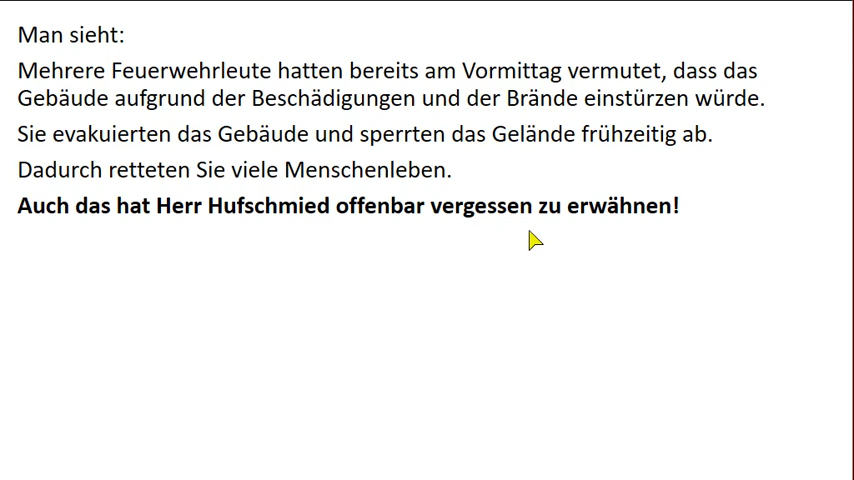 Man sieht:
Mehrere Feuerwehrleute hatten bereits am Vormittag vermutet, dass das
Gebäude aufgrund der Beschädigungen und der Brände einstürzen würde.
Sie evakuierten das Gebäude und sperrten das Gelände frühzeitig ab.
Dadurch retteten Sie viele Menschenleben.
Auch das hat Herr Hufschmied offenbar vergessen zu erwähnen!